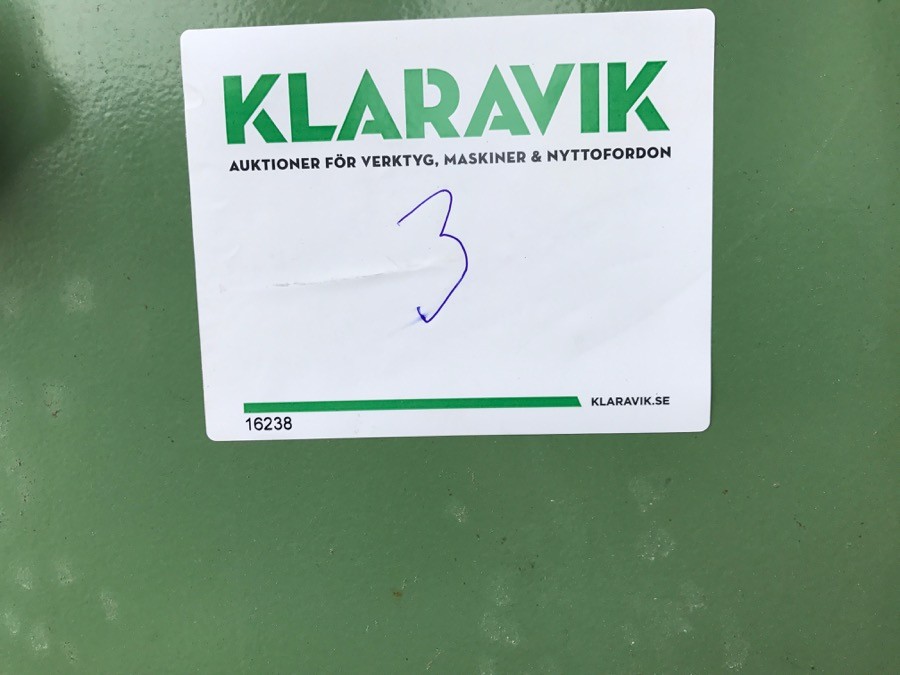 KLARAVIK
AUKTIONER FÖR VERKTYG, MASKINER & NYTTOFORDON
3
KLARAVIK.SE
16238